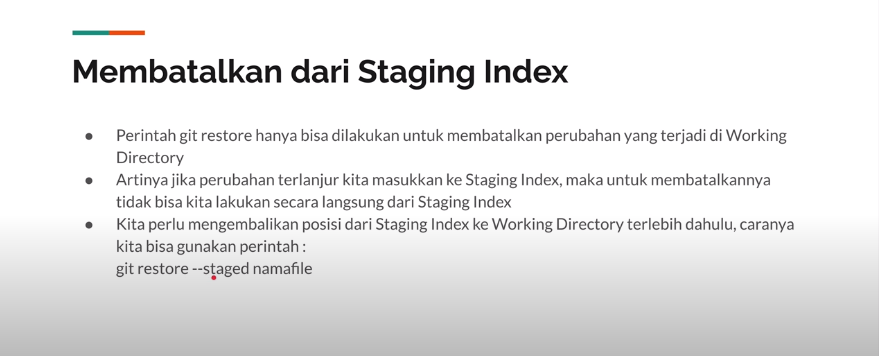 Membatalkan dari Staging Index
● Perintah git restore hanya bisa dilakukan untuk membatalkan perubahan yang terjadi di Working
Directory
● Artinya jika perubahan terlanjur kita masukkan ke Staging Index, maka untuk membatalkannya
tidak bisa kita lakukan secara langsung dari Staging Index
● Kita perlu mengembalikan posisi dari Staging Index ke Working Directory terlebih dahulu, caranya
kita bisa gunakan perintah :
git restore --staged namafile